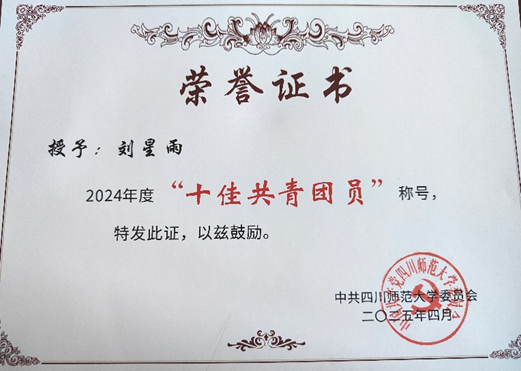 荣誉证书
授予：刘星雨
2024年度“十佳共青团员”称号，
特发此证，以兹鼓励。
中共四川师范大学委员会
二〇二五年四月